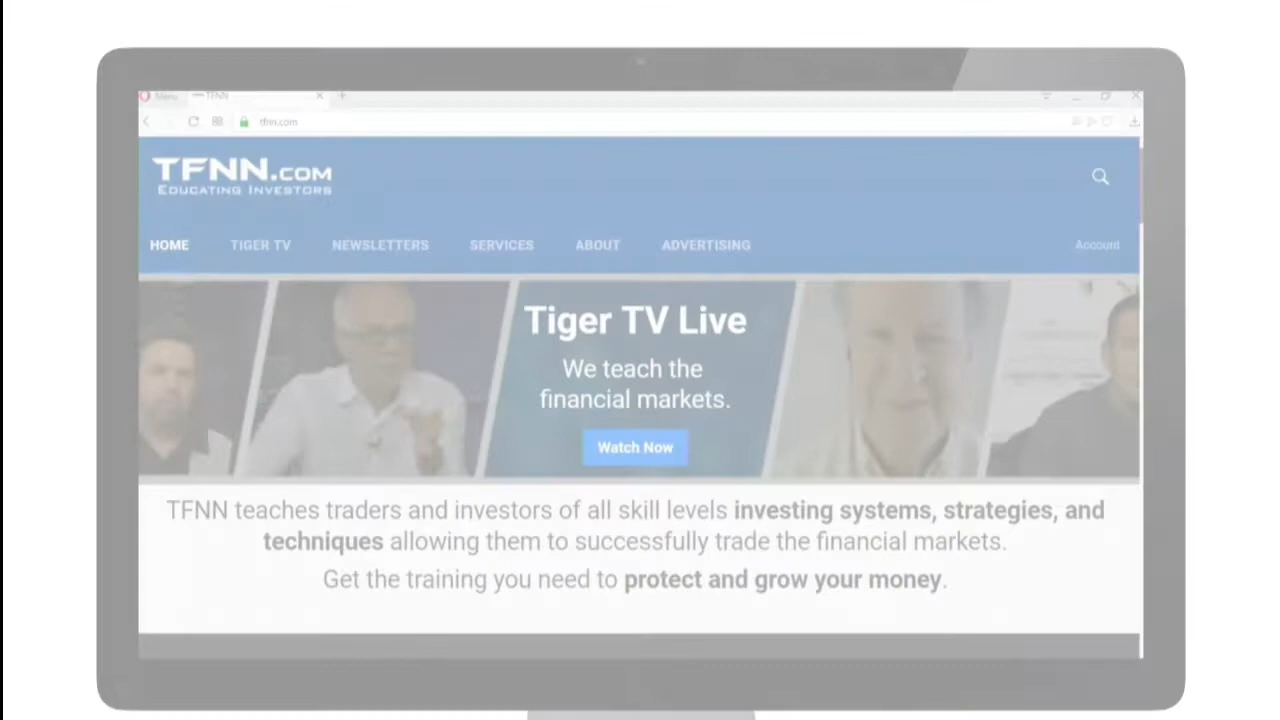 Menu
TFNN
tfnn.com
TFNN.COM
EDUCATING INVESTORS
HOME
TIGER TV
NEWSLETTERS
SERVICES
ABOUT
ADVERTISING
Account
Tiger TV Live
We teach the
financial markets.
Watch Now
TFNN teaches traders and investors of all skill levels investing systems, strategies, and
techniques allowing them to successfully trade the financial markets.
Get the training you need to protect and grow your money.